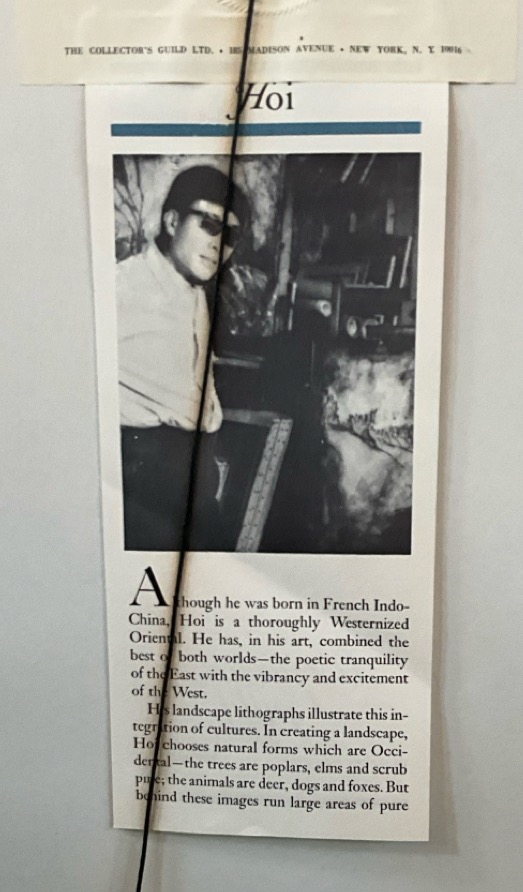 THE COLLECTOR'S GUILD LTD. • 185 MADISON AVENUE • NEW YORK, N. Y. 10016
Hoi
Although he was born in French Indo-
China, Hoi is a thoroughly Westernized
Oriental. He has, in his art, combined the
best of both worlds—the poetic tranquility
of the East with the vibrancy and excitement
of the West.
His landscape lithographs illustrate this in-
tegration of cultures. In creating a landscape,
Hoi chooses natural forms which are Occi-
dental—the trees are poplars, elms and scrub
pine; the animals are deer, dogs and foxes. But
behind these images run large areas of pure